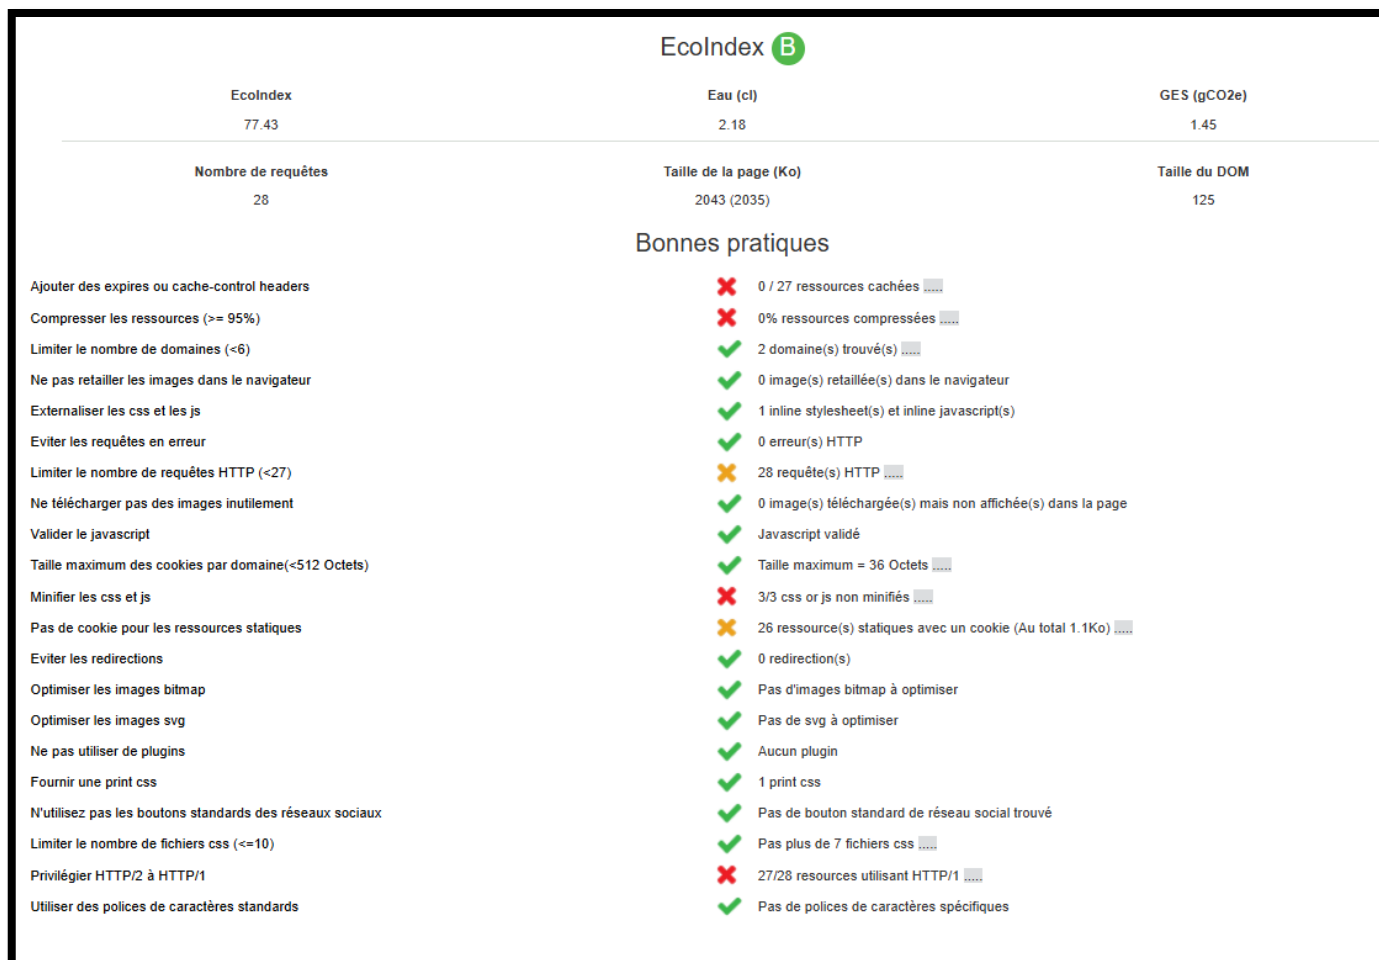 EcoIndex B
EcoIndex Eau (cl) GES (gCO2e)
77.43 2.18 1.45
Nombre de requêtes Taille de la page (Ko) Taille du DOM
28 2043 (2035) 125
Bonnes pratiques
Ajouter des expires ou cache-control headers 0 / 27 ressources cachées .....
Compresser les ressources (>= 95%) 0% ressources compressées .....
Limiter le nombre de domaines (<6) 2 domaine(s) trouvé(s) .....
Ne pas retailler les images dans le navigateur 0 image(s) retaillée(s) dans le navigateur
Externaliser les css et les js 1 inline stylesheet(s) et inline javascript(s)
Eviter les requêtes en erreur 0 erreur(s) HTTP
Limiter le nombre de requêtes HTTP (<27) 28 requête(s) HTTP .....
Ne télécharger pas des images inutilement 0 image(s) téléchargée(s) mais non affichée(s) dans la page
Valider le javascript Javascript validé
Taille maximum des cookies par domaine(<512 Octets) Taille maximum = 36 Octets .....
Minifier les css et js 3/3 css or js non minifiés .....
Pas de cookie pour les ressources statiques 26 ressource(s) statiques avec un cookie (Au total 1.1Ko) .....
Eviter les redirections 0 redirection(s)
Optimiser les images bitmap Pas d'images bitmap à optimiser
Optimiser les images svg Pas de svg à optimiser
Ne pas utiliser de plugins Aucun plugin
Fournir une print css 1 print css
N'utilisez pas les boutons standards des réseaux sociaux Pas de bouton standard de réseau social trouvé
Limiter le nombre de fichiers css (<=10) Pas plus de 7 fichiers css .....
Privilégier HTTP/2 à HTTP/1 27/28 resources utilisant HTTP/1 .....
Utiliser des polices de caractères standards Pas de polices de caractères spécifiques